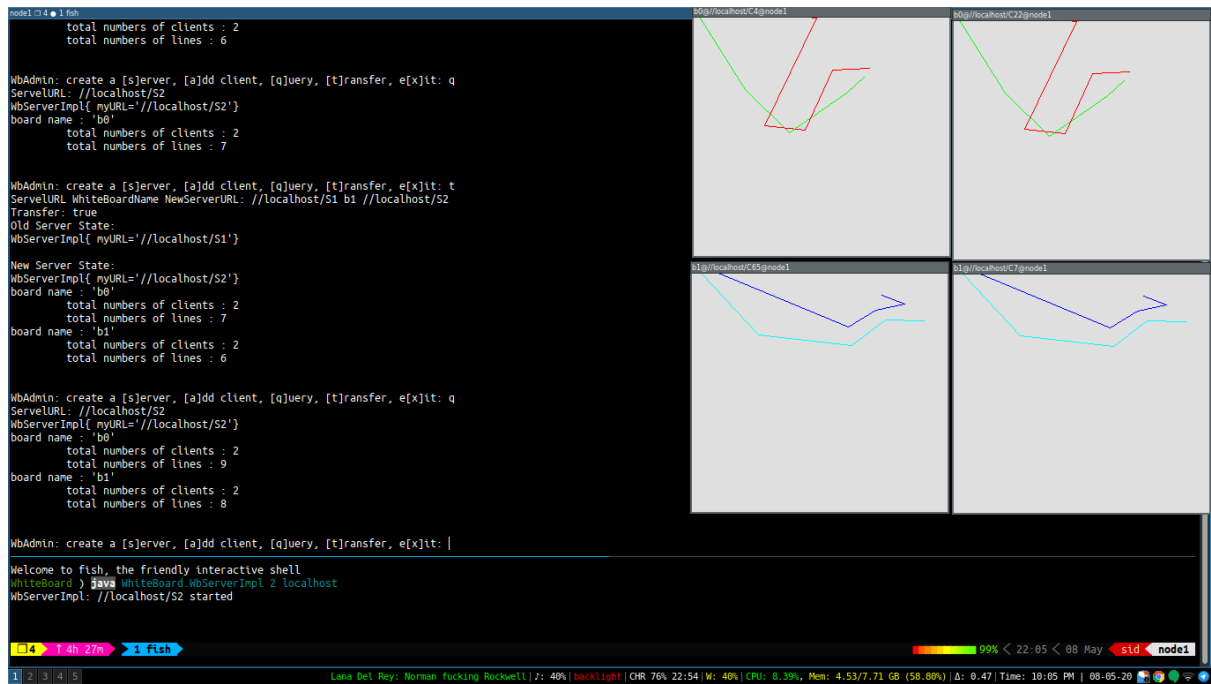 node1 ❐ 4 ● 1 fish
total numbers of clients : 2
total numbers of lines : 6
WbAdmin: create a [s]erver, [a]dd client, [q]uery, [t]ransfer, e[x]it: q
ServelURL: //localhost/S2
WbServerImpl{ myURL='//localhost/S2'}
board name : 'b0'
total numbers of clients : 2
total numbers of lines : 7
WbAdmin: create a [s]erver, [a]dd client, [q]uery, [t]ransfer, e[x]it: t
ServelURL WhiteBoardName NewServerURL: //localhost/S1 b1 //localhost/S2
Transfer: true
Old Server State:
WbServerImpl{ myURL='//localhost/S1'}
New Server State:
WbServerImpl{ myURL='//localhost/S2'}
board name : 'b0'
total numbers of clients : 2
total numbers of lines : 7
board name : 'b1'
total numbers of clients : 2
total numbers of lines : 6
WbAdmin: create a [s]erver, [a]dd client, [q]uery, [t]ransfer, e[x]it: q
ServelURL: //localhost/S2
WbServerImpl{ myURL='//localhost/S2'}
board name : 'b0'
total numbers of clients : 2
total numbers of lines : 9
board name : 'b1'
total numbers of clients : 2
total numbers of lines : 8
WbAdmin: create a [s]erver, [a]dd client, [q]uery, [t]ransfer, e[x]it:
b0@//localhost/C4@node1
b0@//localhost/C22@node1
b1@//localhost/C65@node1
b1@//localhost/C7@node1
Welcome to fish, the friendly interactive shell
WhiteBoard ) java WhiteBoard.WbServerImpl 2 localhost
WbServerImpl: //localhost/S2 started
❐4 ↑ 4h 27m 1 fish
99% < 22:05 < 08 May sid node1
1 2 3 4 5 Lana Del Rey: Norman fucking Rockwell|♪: 40%|backlight|CHR 76% 22:54|W: 40%|CPU: 8.39%, Mem: 4.53/7.71 GB (58.80%)|Δ: 0.47|Time: 10:05 PM | 08-05-20